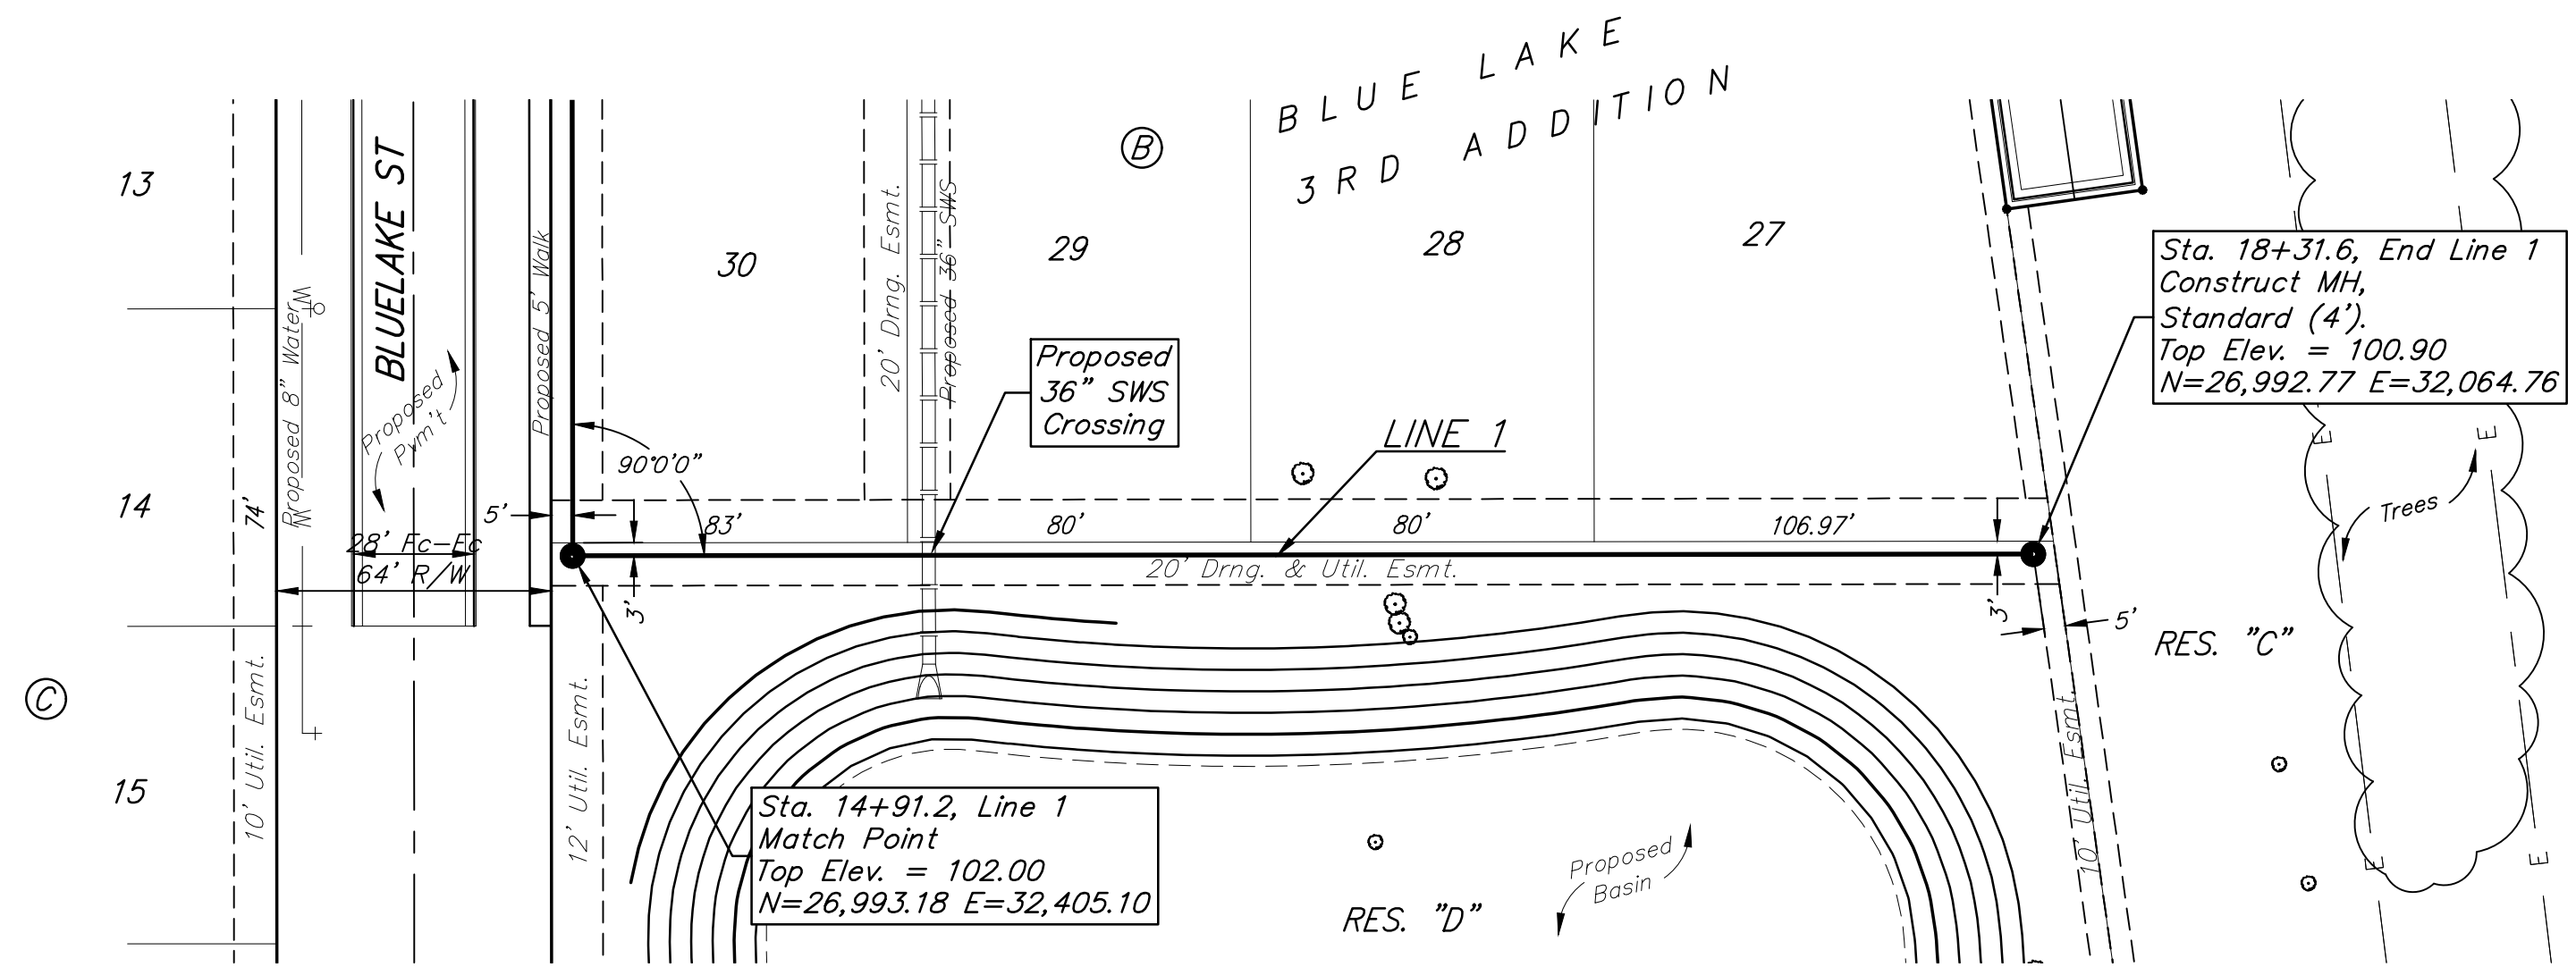 BLUE LAKE
3RD ADDITION
B
13
14
15
C
74'
10' Util. Esmt.
Proposed 8" Water
W
W
BLUELAKE ST
Proposed
Pvm't
28' Fc-Fc
64' R/W
Proposed 5' Walk
5'
12' Util. Esmt.
90°0'0"
3'
30
20' Drng. Esmt.
Proposed 36" SWS
29
28
27
Proposed
36" SWS
Crossing
LINE 1
83'
80'
80'
106.97'
20' Drng. & Util. Esmt.
Sta. 18+31.6, End Line 1
Construct MH,
Standard (4').
Top Elev. = 100.90
N=26,992.77 E=32,064.76
E
E
Trees
3'
5'
RES. "C"
10' Util. Esmt.
E
E
Sta. 14+91.2, Line 1
Match Point
Top Elev. = 102.00
N=26,993.18 E=32,405.10
Proposed
Basin
RES. "D"